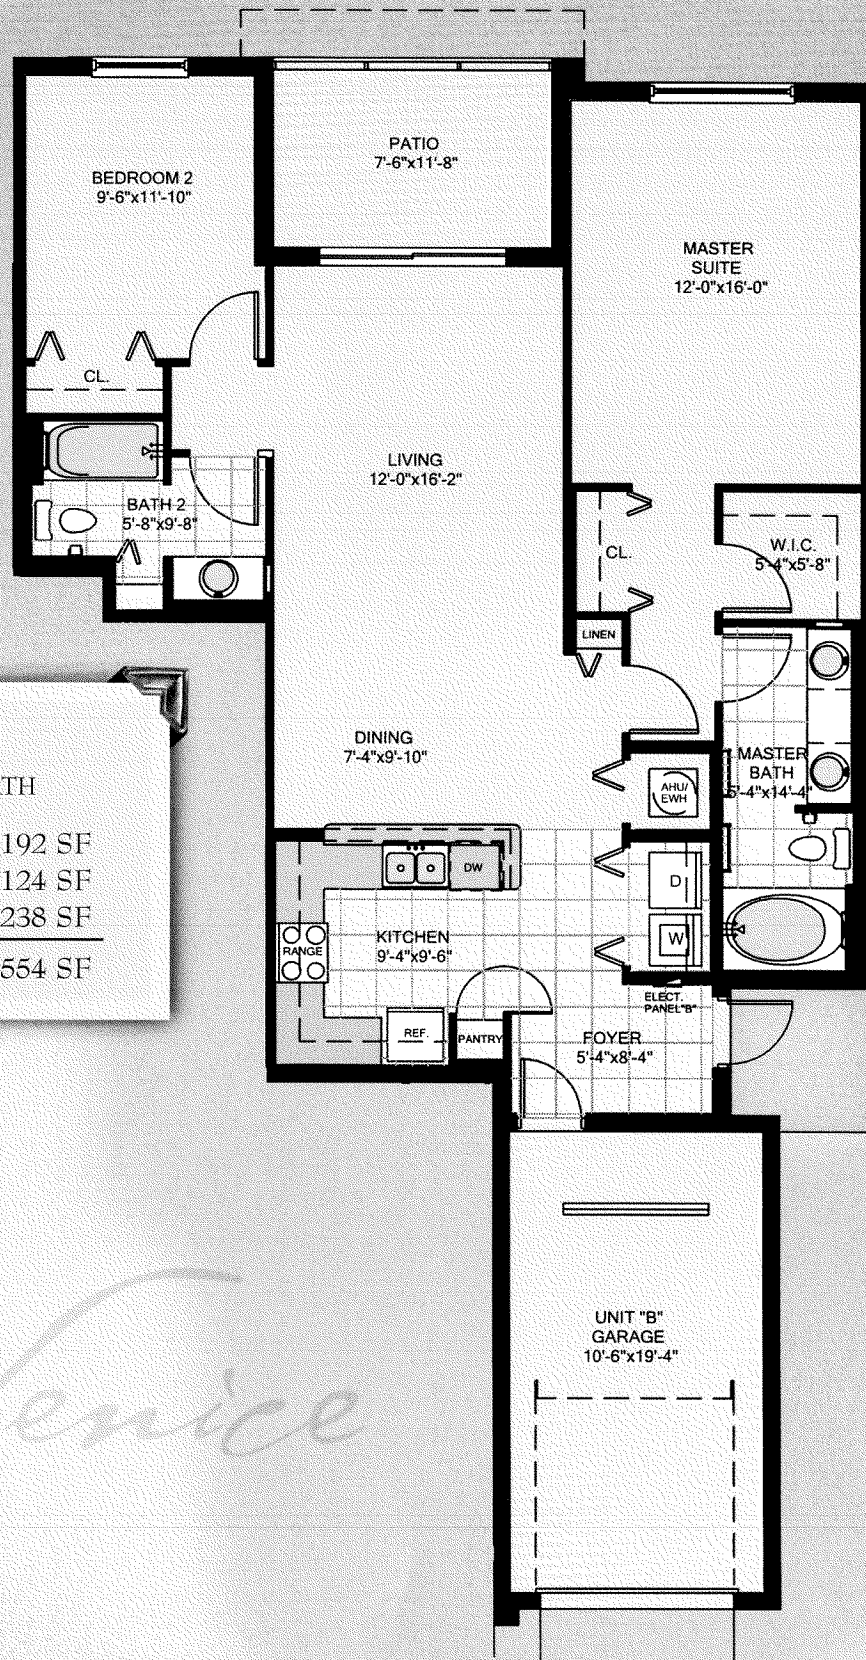 PATIO
7'-6"x11'-8"
BEDROOM 2
9'-6"x11'-10"
MASTER
SUITE
12'-0"x16'-0"
CL.
LIVING
12'-0"x16'-2"
BATH 2
5'-8"x9'-8"
CL.
W.I.C.
5'-4"x5'-8"
LINEN
DINING
7'-4"x9'-10"
MASTER
BATH
5'-4"x14'-4"
AHU/
EWH
ATH
192 SF
124 SF
238 SF
554 SF
DW
D
W
KITCHEN
9'-4"x9'-6"
RANGE
REF.
PANTRY
ELECT.
PANEL"B"
FOYER
5'-4"x8'-4"
UNIT "B"
GARAGE
10'-6"x19'-4"
Venice